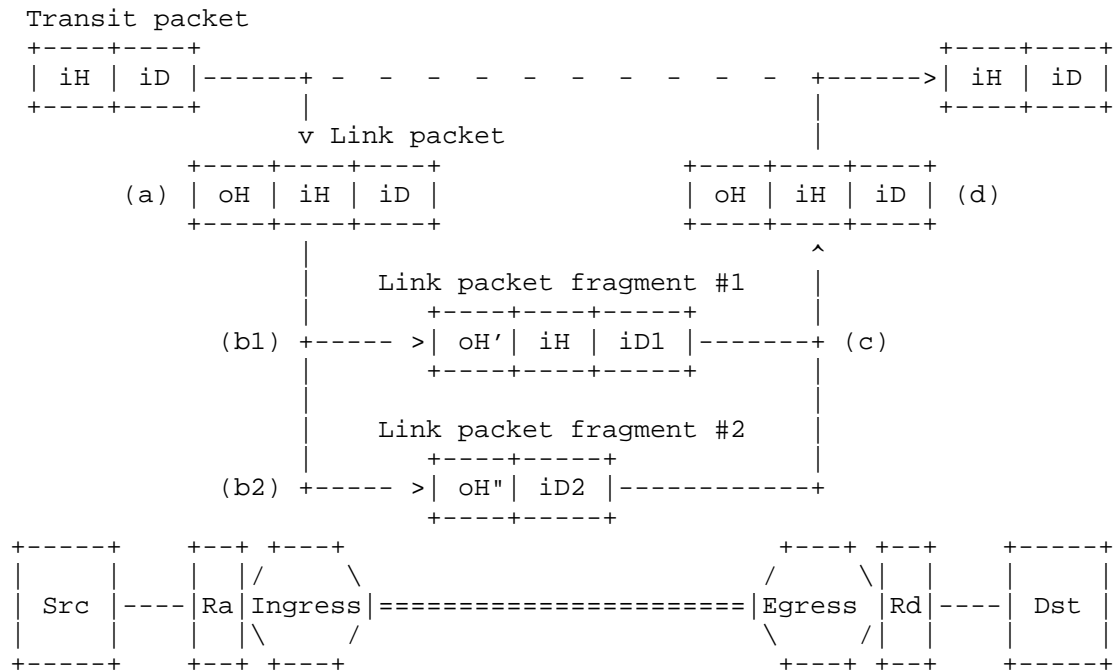 Transit packet
+----+----+                                              +----+----+
| iH | iD |------+ -  -  -  -  -  -  -  -  -  - +------>| iH | iD |
+----+----+      |                               |       +----+----+
                 v Link packet                   |
          +----+----+----+                +----+----+----+
      (a) | oH | iH | iD |                | oH | iH | iD | (d)
          +----+----+----+                +----+----+----+
                 |                               ^
                 |    Link packet fragment #1    |
                 |       +----+----+-----+       |
            (b1) +----- >| oH'| iH | iD1 |-------+ (c)
                 |       +----+----+-----+       |
                 |                               |
                 |    Link packet fragment #2    |
                 |       +----+-----+            |
            (b2) +----- >| oH"| iD2 |------------+
                         +----+-----+
+-----+    +--+ +---+                           +---+ +--+    +-----+
|     |    |  |/     \                         /     \|  |    |     |
| Src |----|Ra|Ingress|=======================|Egress |Rd|----| Dst |
|     |    |  |\     /                         \     /|  |    |     |
+-----+    +--+ +---+                           +---+ +--+    +-----+